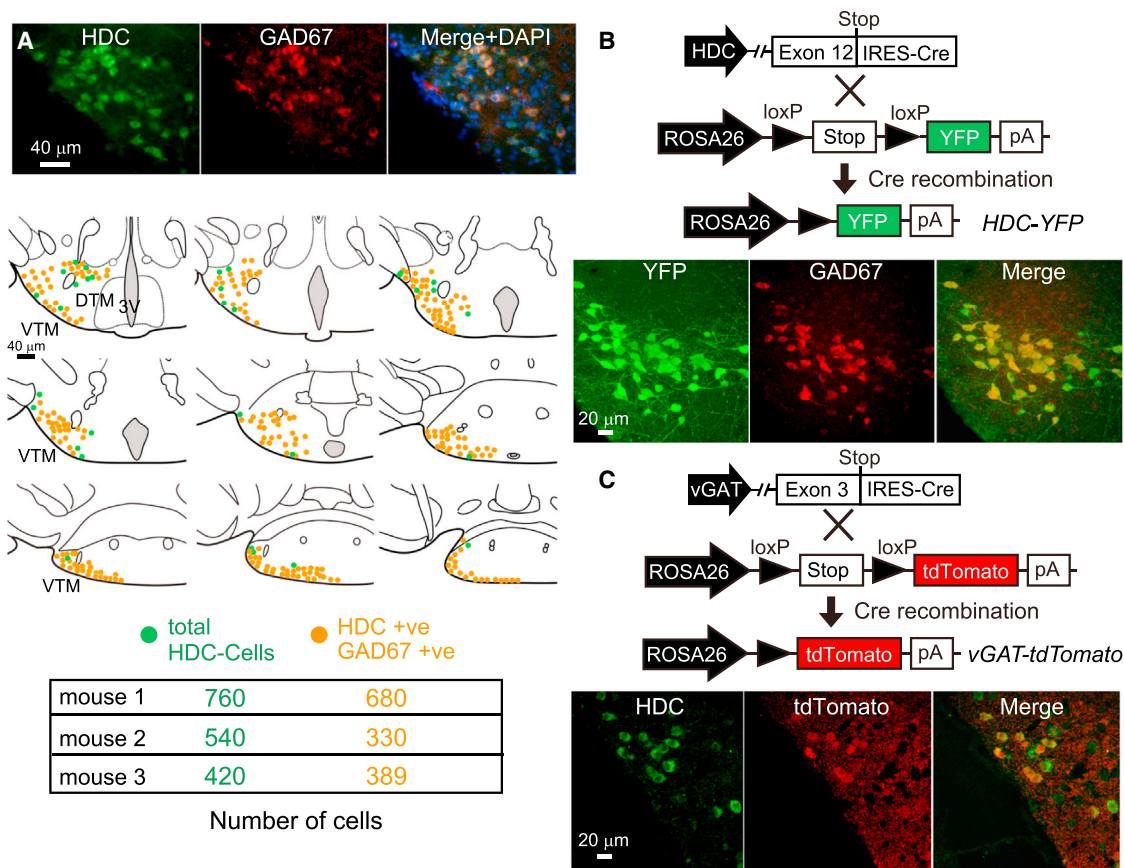 A
HDC
GAD67
Merge+DAPI
40 μm
DTM
3V
VTM
40 μm
VTM
VTM
total
HDC-Cells
HDC +ve
GAD67 +ve
mouse 1 760 680
mouse 2 540 330
mouse 3 420 389
Number of cells
B
Stop
HDC
Exon 12
IRES-Cre
loxP
loxP
ROSA26
Stop
YFP
pA
Cre recombination
ROSA26
YFP
pA
HDC-YFP
YFP
GAD67
Merge
20 μm
C
Stop
vGAT
Exon 3
IRES-Cre
loxP
loxP
ROSA26
Stop
tdTomato
pA
Cre recombination
ROSA26
tdTomato
pA
vGAT-tdTomato
HDC
tdTomato
Merge
20 μm